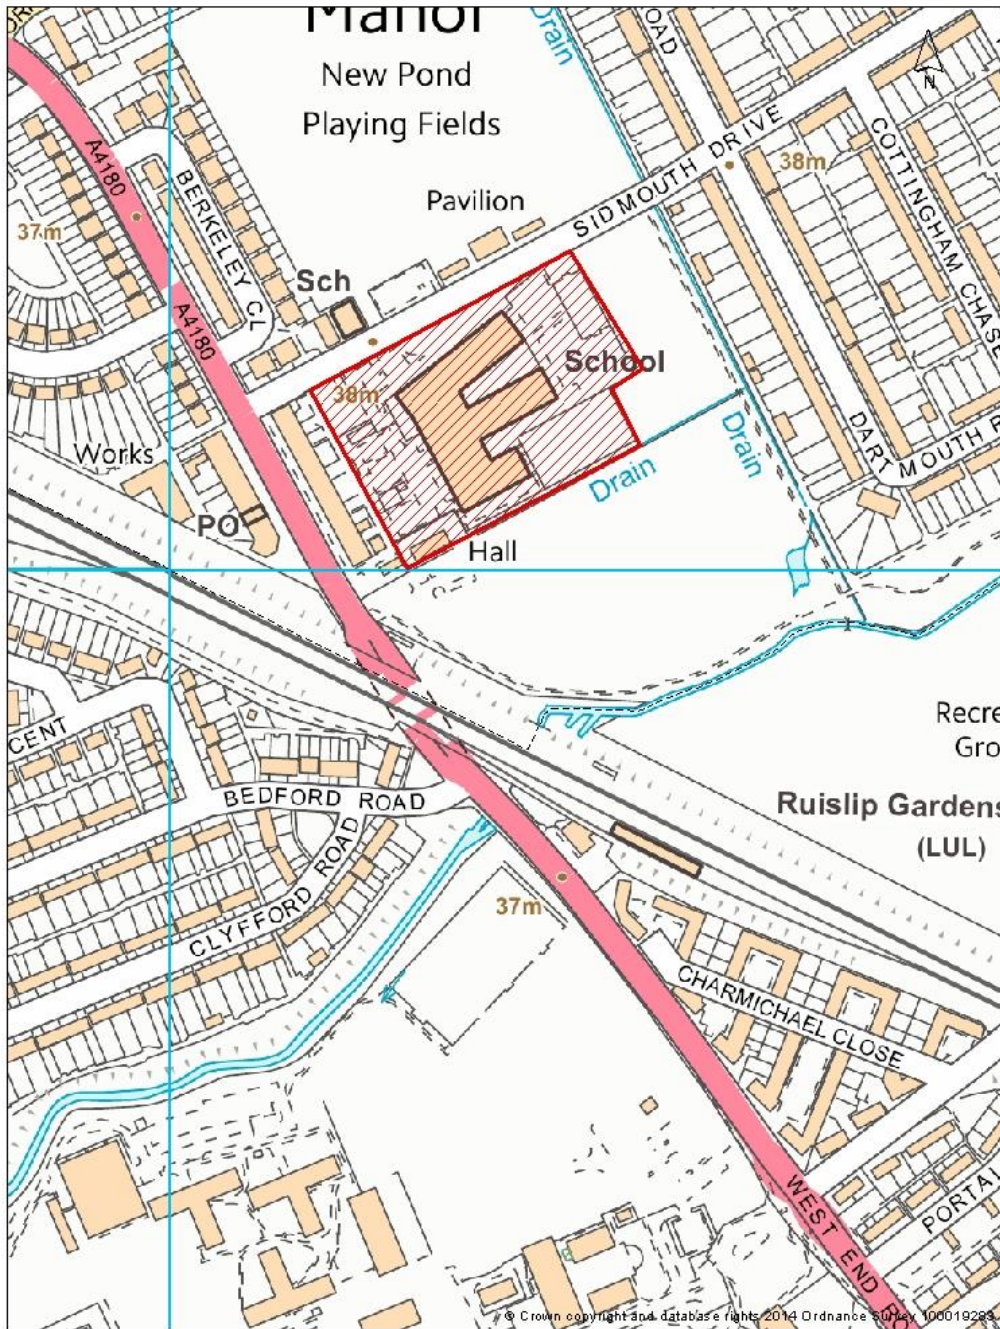 Manor
New Pond
Playing Fields
Drain
OAD
N
A4180
BERKELEY CL
37m
Pavilion
SIDMOUTH DRIVE
38m
COTTINGHAM CHASE
Sch
A4180
38m
School
Works
PO
Hall
Drain
Drain
DARTMOUTH R
CENT
BEDFORD ROAD
CLYFFORD ROAD
Recre
Gro
Ruislip Gardens
(LUL)
37m
CHARMICHAEL CLOSE
WEST END RO
PORTAL
© Crown copyright and database rights 2014 Ordnance Survey 100019283